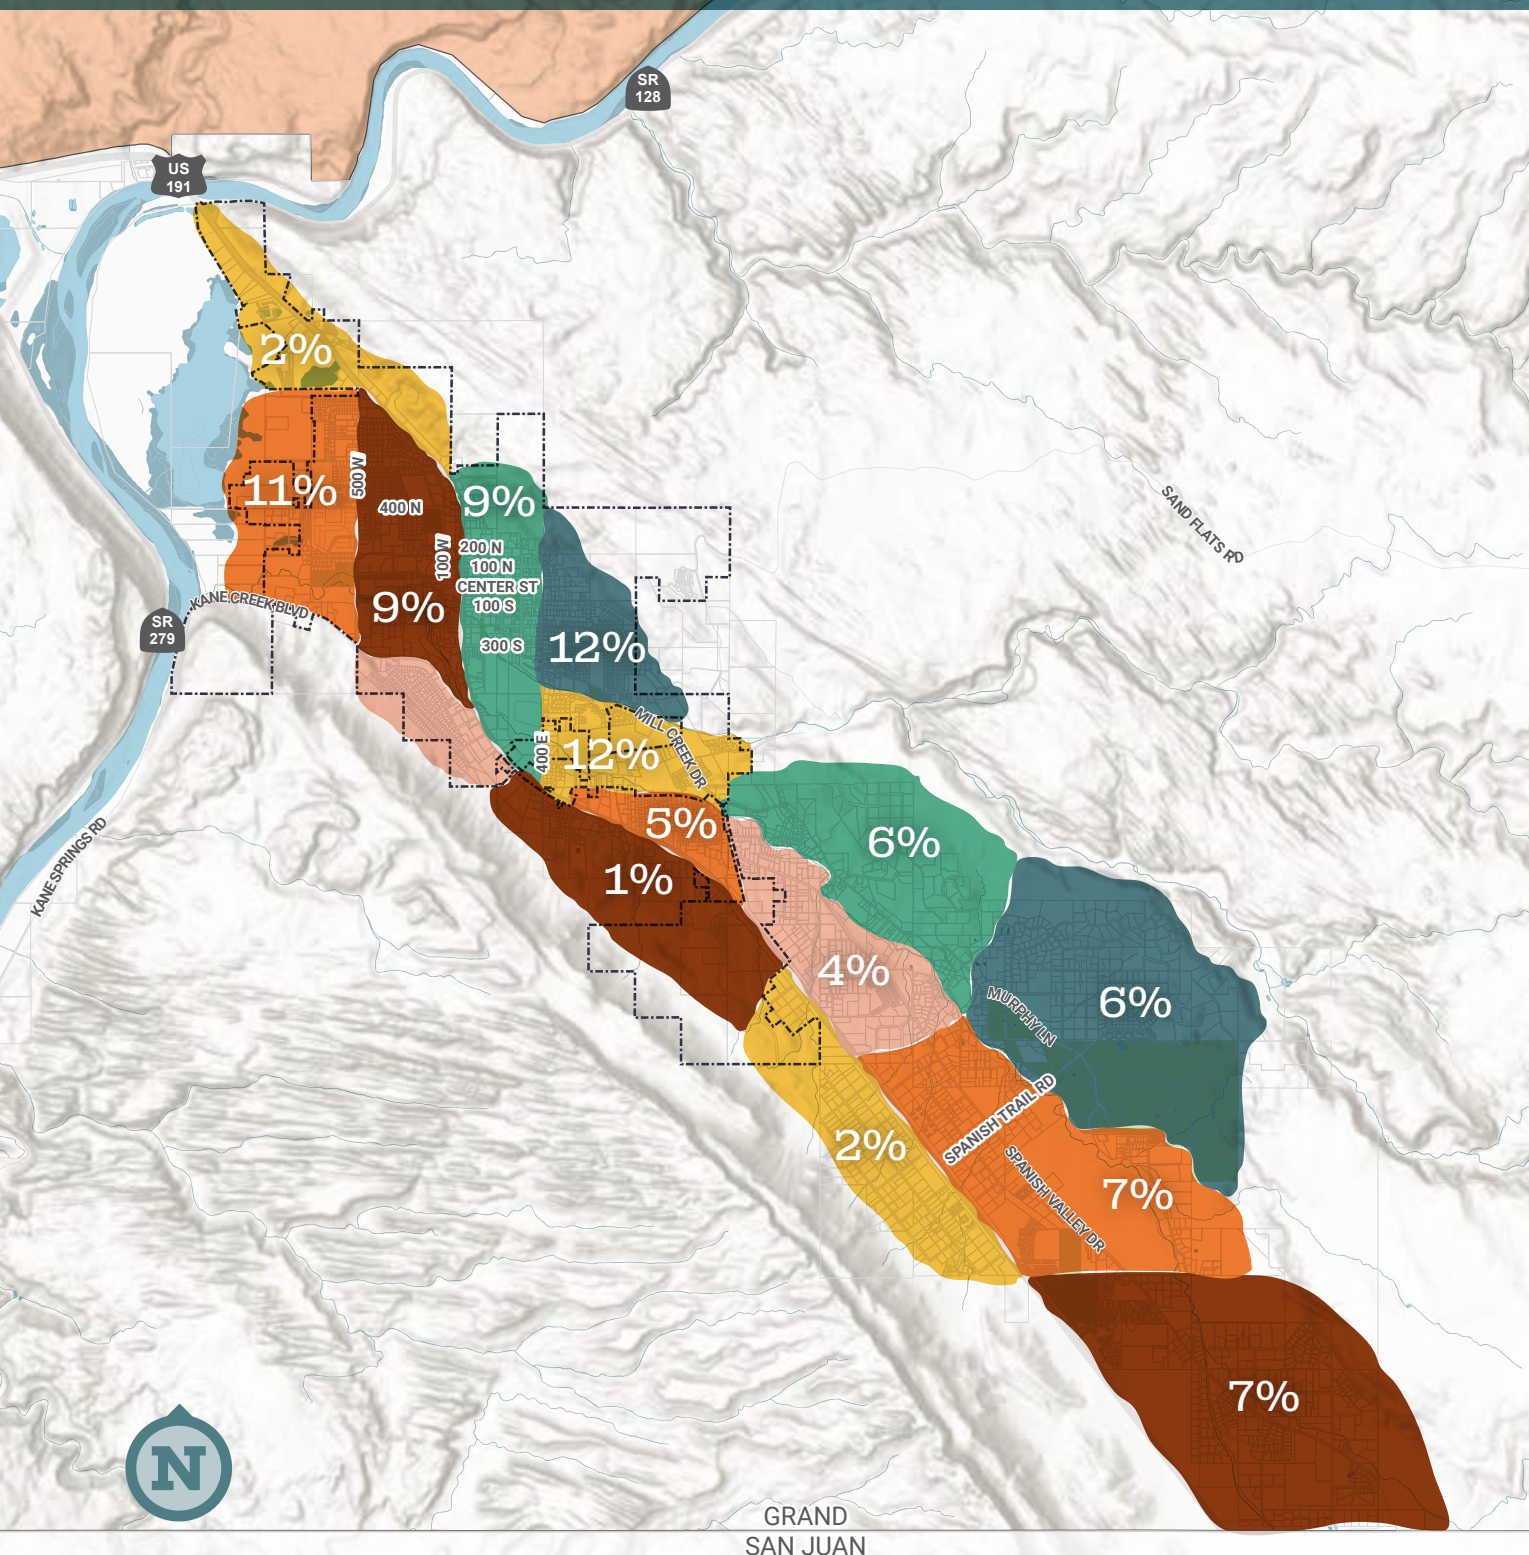 SR
128
US
191
2%
500 W
11%
9%
400 N
100 W
200 N
100 N
CENTER ST
100 S
SAND FLATS RD
KANE CREEK BLVD
9%
SR
279
300 S
12%
MILL CREEK DR
400 E
12%
5%
6%
KANE SPRINGS RD
1%
4%
6%
MURPHY LN
SPANISH TRAIL RD
2%
SPANISH VALLEY DR
7%
7%
N
GRAND
SAN JUAN